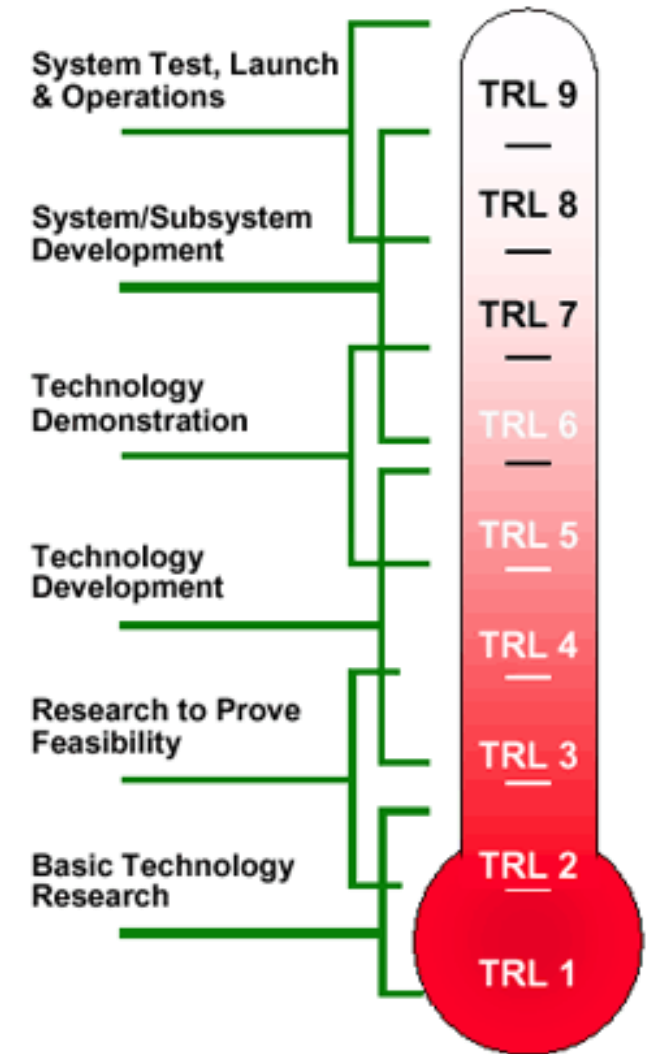 System Test, Launch
& Operations
System/Subsystem
Development
Technology
Demonstration
Technology
Development
Research to Prove
Feasibility
Basic Technology
Research
TRL 9
TRL 8
TRL 7
TRL 6
TRL 5
TRL 4
TRL 3
TRL 2
TRL 1